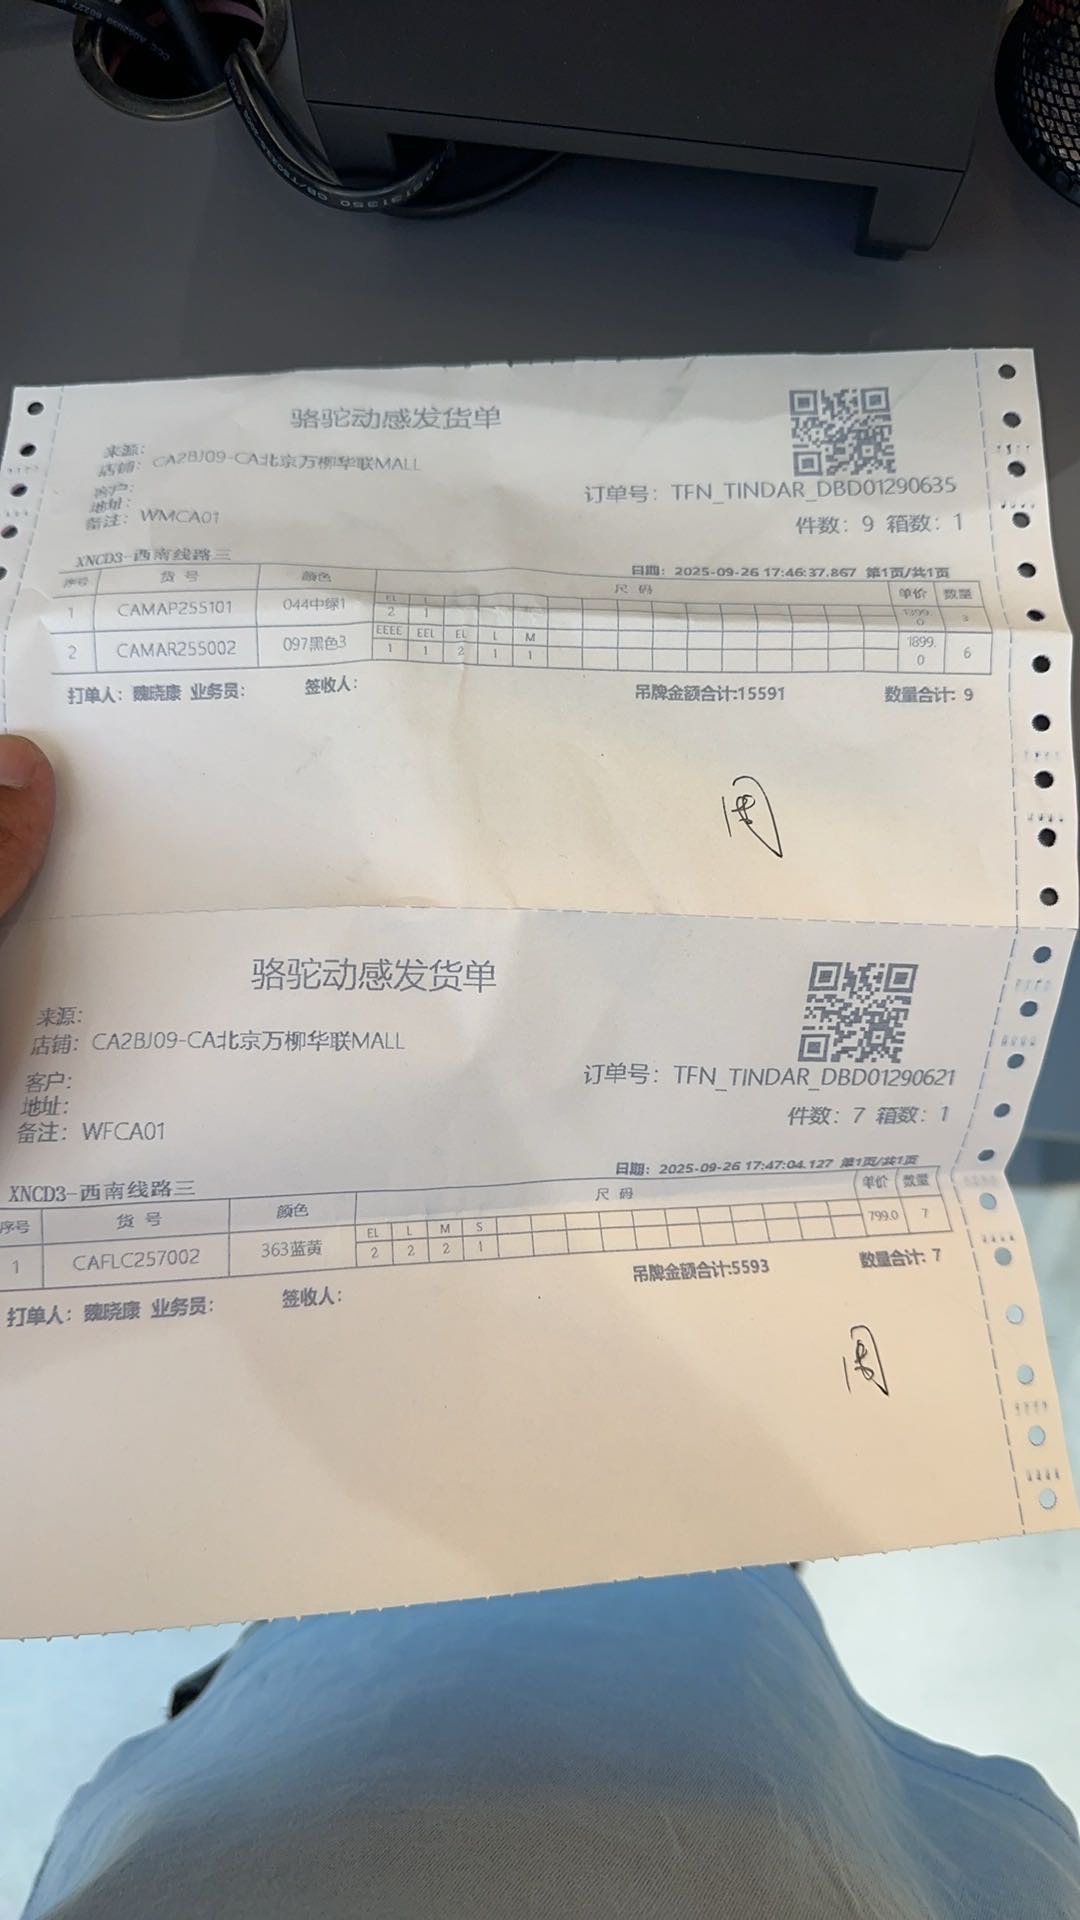 骆驼动感发货单
来源:
店铺: CA2BJ09-CA北京万柳华联MALL
客户:
地址:
备注: WMCA01
订单号: TFN_TINDAR_DBD01290635
件数: 9 箱数: 1
XNCD3-西南线路三
日期: 2025-09-26 17:46:37.867 第1页/共1页
序号 货 号 颜色 尺 码 单价 数量
EL L
1 CAMAP255101 044中绿1 2 1 1399.0 3
EEEE EEL EL L M
2 CAMAR255002 097黑色3 1 1 2 1 1 1899.0 6
打单人: 魏晓康 业务员: 签收人: 吊牌金额合计:15591 数量合计: 9
周
骆驼动感发货单
来源:
店铺: CA2BJ09-CA北京万柳华联MALL
客户:
地址:
备注: WFCA01
订单号: TFN_TINDAR_DBD01290621
件数: 7 箱数: 1
XNCD3-西南线路三
日期: 2025-09-26 17:47:04.127 第1页/共1页
序号 货 号 颜色 尺 码 单价 数量
EL L M S
1 CAFLC257002 363蓝黄 2 2 2 1 799.0 7
打单人: 魏晓康 业务员: 签收人: 吊牌金额合计:5593 数量合计: 7
周